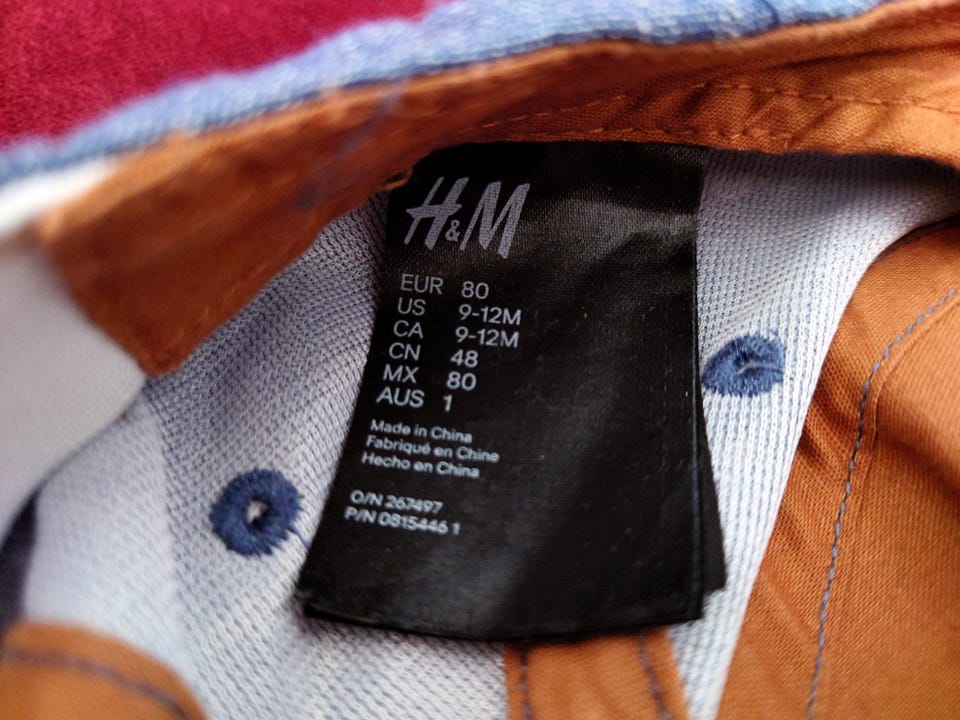 H&M
EUR 80
US 9-12M
CA 9-12M
CN 48
MX 80
AUS 1
Made in China
Fabriqué en Chine
Hecho en China
O/N 267497
P/N 0815446 1